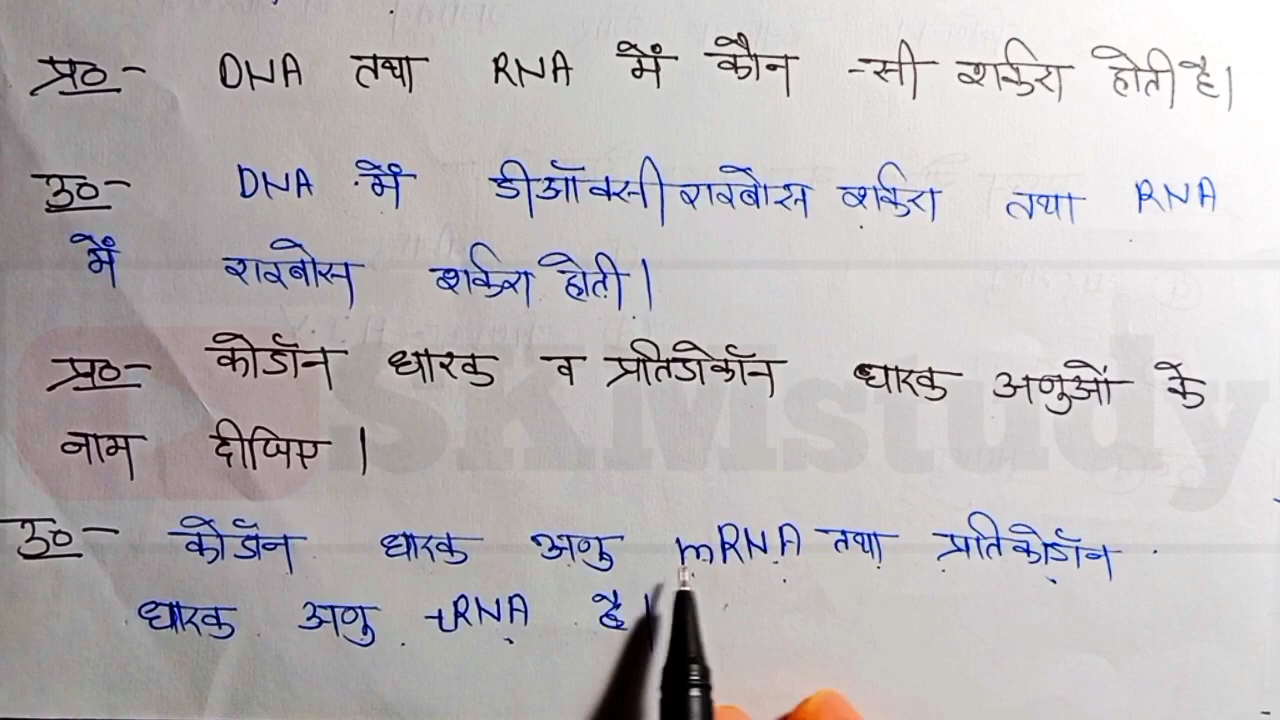 प्र०- DNA तथा RNA में कौन -सी शर्करा होती है।
उ०- DNA में डीऑक्सीराइबोस शर्करा तथा RNA
में राइबोस शर्करा होती।
प्र०- कोडॉन धारक व प्रतिडोकॉन धारक अणुओं के
नाम दीजिए।
उ०- कोडॉन धारक अणु mRNA तथा प्रतिकोडॉन
धारक अणु tRNA है।
SKMstudy